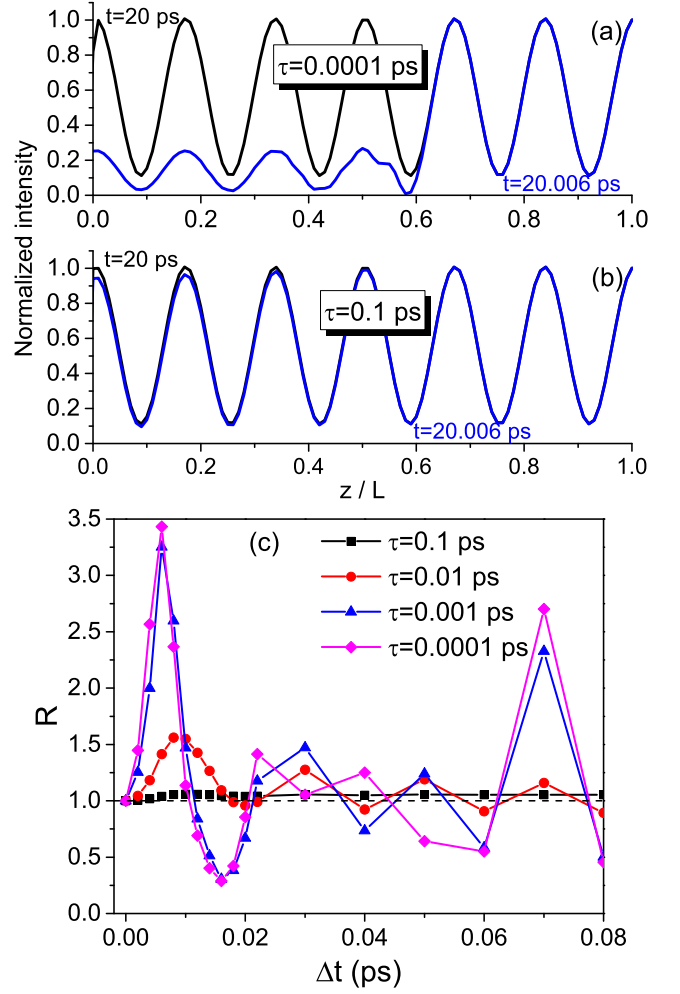 t=20 ps
(a)
τ=0.0001 ps
t=20.006 ps
1.0
0.8
0.6
0.4
0.2
0.0
0.0 0.2 0.4 0.6 0.8 1.0
Normalized intensity
t=20 ps
(b)
τ=0.1 ps
t=20.006 ps
1.0
0.8
0.6
0.4
0.2
0.0
0.0 0.2 0.4 0.6 0.8 1.0
z / L
(c)
τ=0.1 ps
τ=0.01 ps
τ=0.001 ps
τ=0.0001 ps
3.5
3.0
2.5
2.0
1.5
1.0
0.5
0.0
R
0.00 0.02 0.04 0.06 0.08
Δt (ps)